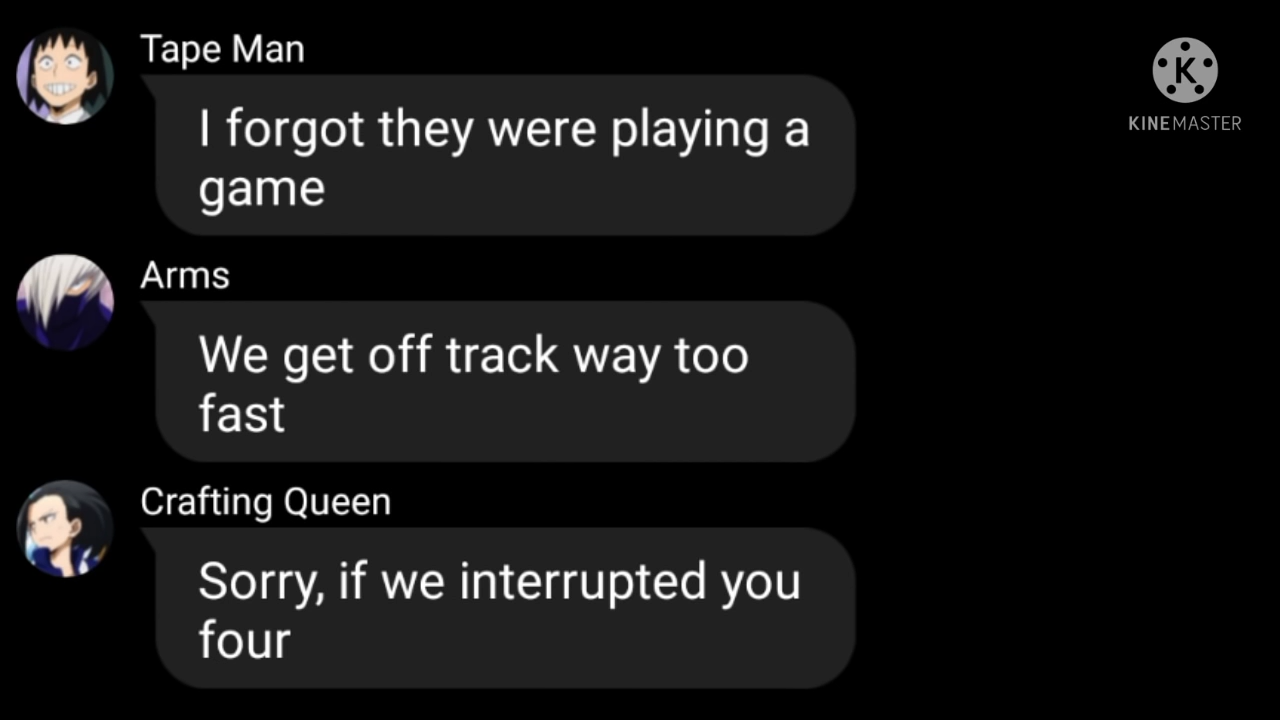 Tape Man
I forgot they were playing a
game
KINEMASTER
Arms
We get off track way too
fast
Crafting Queen
Sorry, if we interrupted you
four